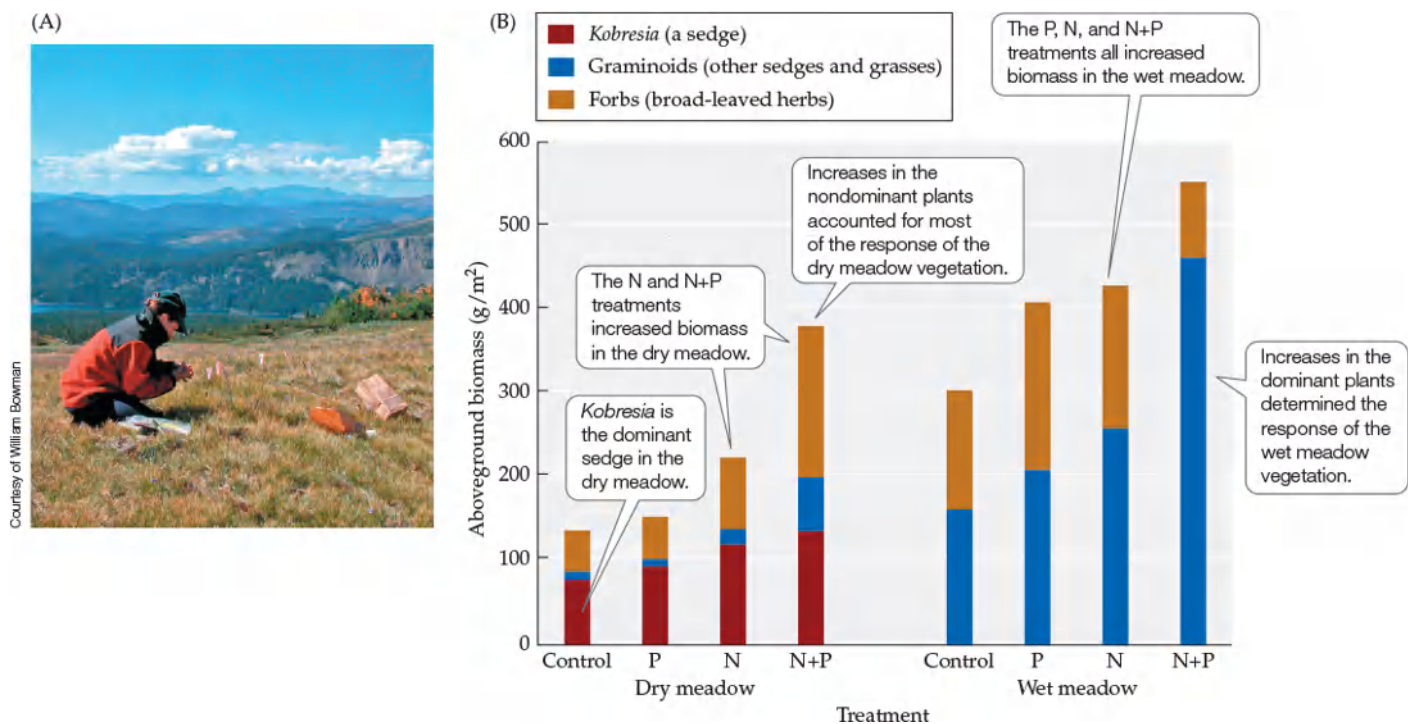 (A)
Courtesy of William Bowman
(B)
Kobresia (a sedge)
Graminoids (other sedges and grasses)
Forbs (broad-leaved herbs)
The P, N, and N+P
treatments all increased
biomass in the wet meadow.
Increases in the
nondominant plants
accounted for most
of the response of the
dry meadow vegetation.
The N and N+P
treatments
increased biomass
in the dry meadow.
Kobresia is
the dominant
sedge in the
dry meadow.
Increases in the
dominant plants
determined the
response of the
wet meadow
vegetation.
Aboveground biomass (g/m²)
600
500
400
300
200
100
0
Control P N N+P Control P N N+P
Dry meadow Wet meadow
Treatment